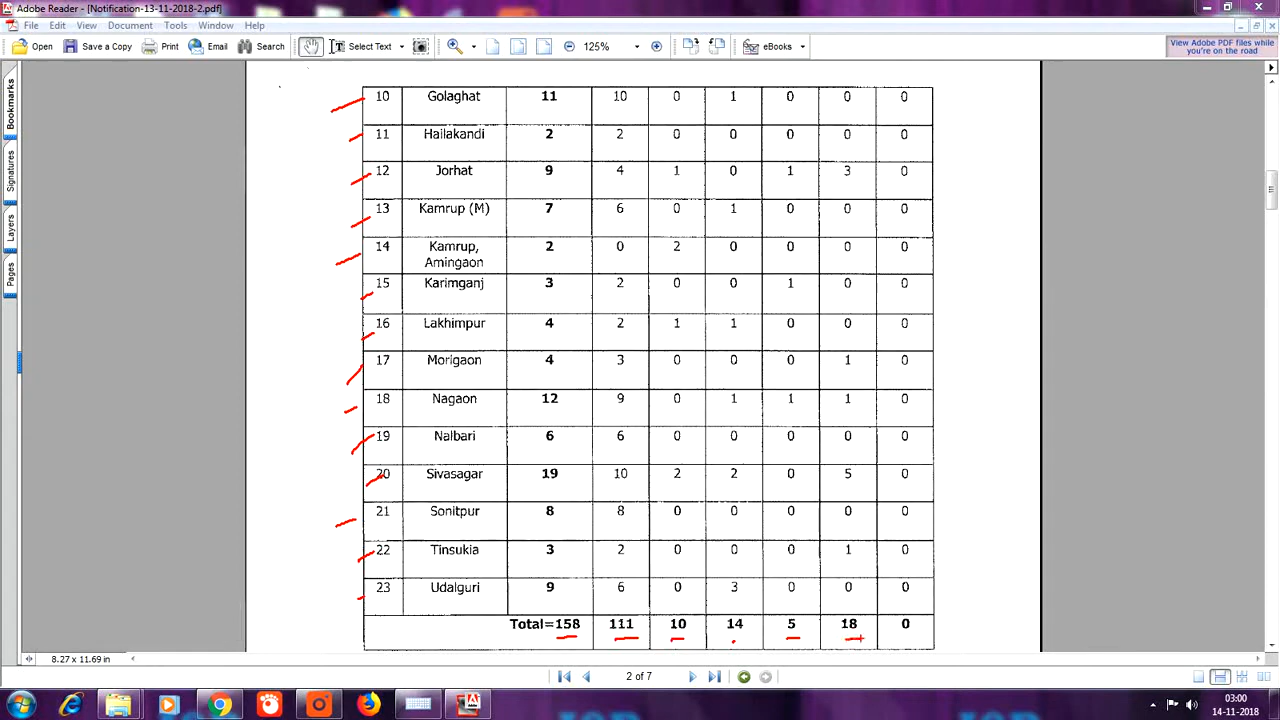 Adobe Reader - [Notification-13-11-2018-2.pdf]
File Edit View Document Tools Window Help
Open Save a Copy Print Email Search Select Text 125% eBooks View Adobe PDF files while you're on the road
Bookmarks
Signatures
Layers
Pages
10 Golaghat 11 10 0 1 0 0 0
11 Hailakandi 2 2 0 0 0 0 0
12 Jorhat 9 4 1 0 1 3 0
13 Kamrup (M) 7 6 0 1 0 0 0
14 Kamrup, Amingaon 2 0 2 0 0 0 0
15 Karimganj 3 2 0 0 1 0 0
16 Lakhimpur 4 2 1 1 0 0 0
17 Morigaon 4 3 0 0 0 1 0
18 Nagaon 12 9 0 1 1 1 0
19 Nalbari 6 6 0 0 0 0 0
20 Sivasagar 19 10 2 2 0 5 0
21 Sonitpur 8 8 0 0 0 0 0
22 Tinsukia 3 2 0 0 0 1 0
23 Udalguri 9 6 0 3 0 0 0
Total=158 111 10 14 5 18 0
8.27 x 11.69 in
2 of 7
03:00
14-11-2018